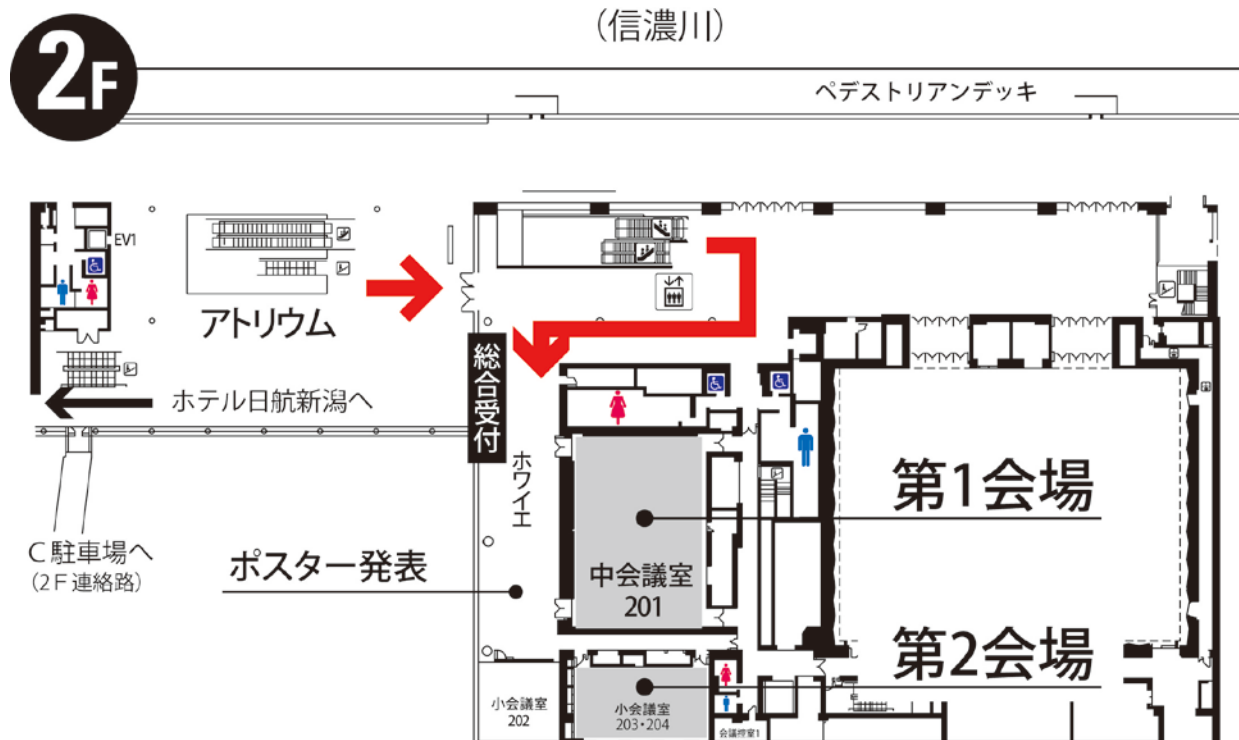 2F
(信濃川)
ペデストリアンデッキ
EV1
アトリウム
ホテル日航新潟へ
総合受付
ホワイエ
C駐車場へ
(2F連絡路)
ポスター発表
第1会場
中会議室
201
第2会場
小会議室
202
小会議室
203・204
会議控室1